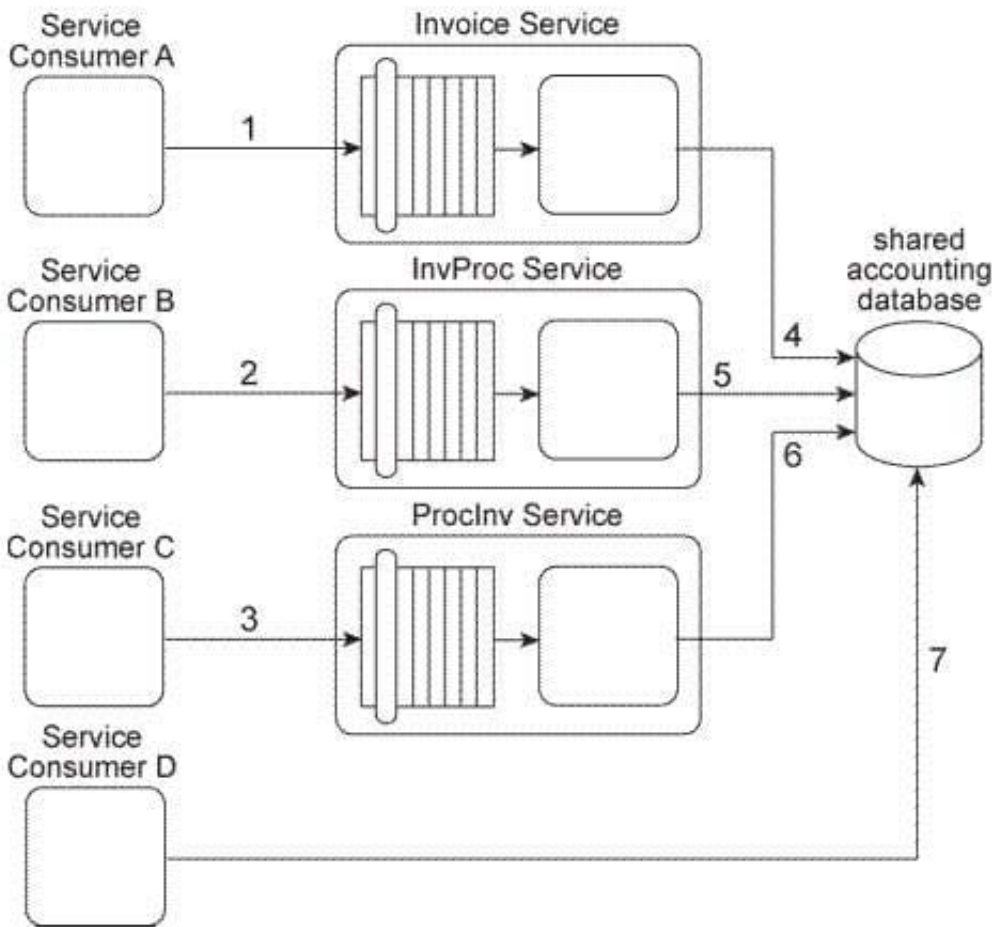 Service
Consumer A
Invoice Service
1
Service
Consumer B
InvProc Service
2
shared
accounting
database
4
5
6
Service
Consumer C
ProcInv Service
3
7
Service
Consumer D